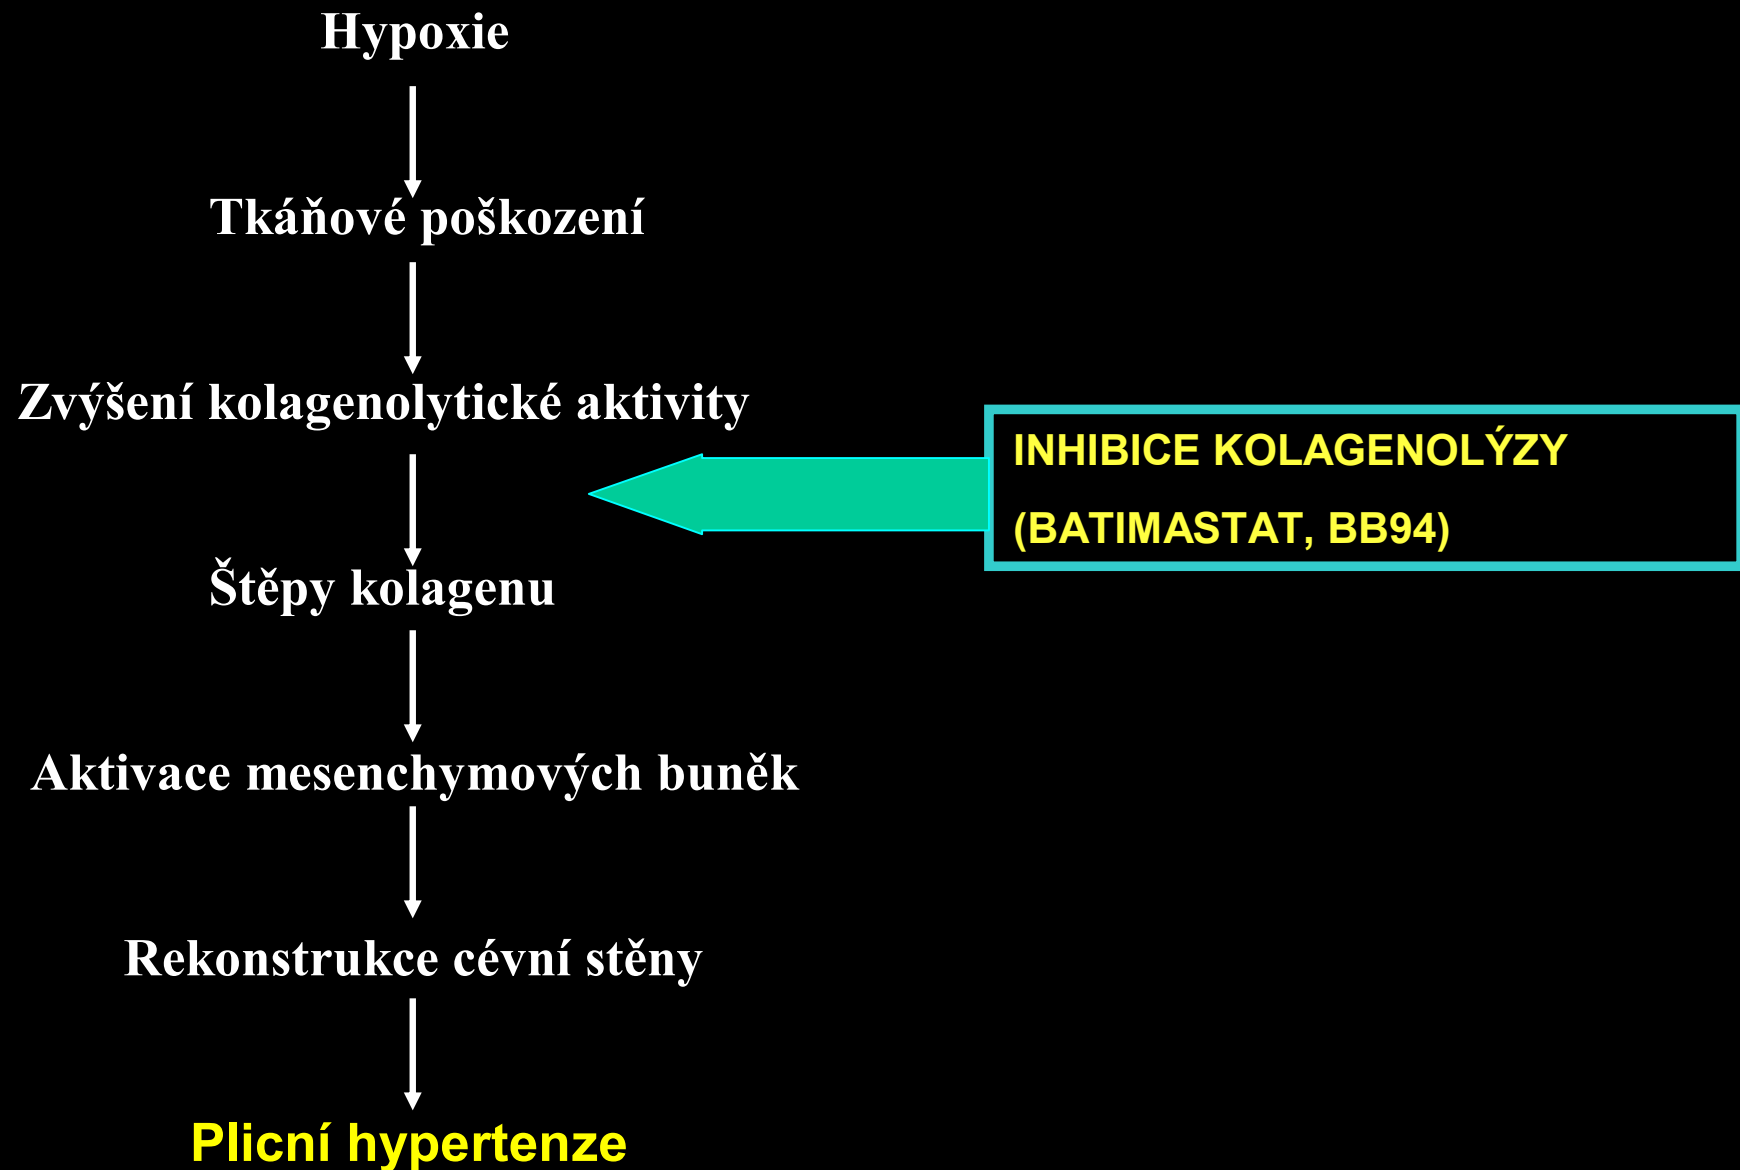 Hypoxie
Tkáňové poškození
Zvýšení kolagenolytické aktivity
INHIBICE KOLAGENOLÝZY
(BATIMASTAT, BB94)
Štěpy kolagenu
Aktivace mesenchymových buněk
Rekonstrukce cévní stěny
Plicní hypertenze